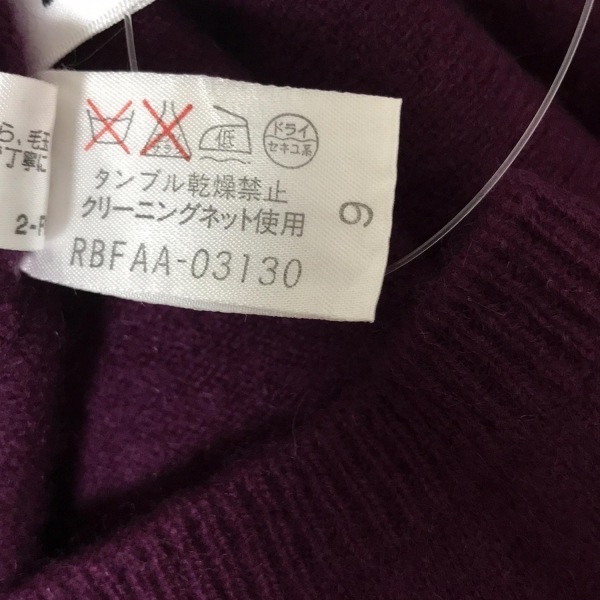 ら、毛玉
丁寧に
2-F
低
ドライ
セキユ系
タンブル乾燥禁止
クリーニングネット使用
RBFAA-03130
9